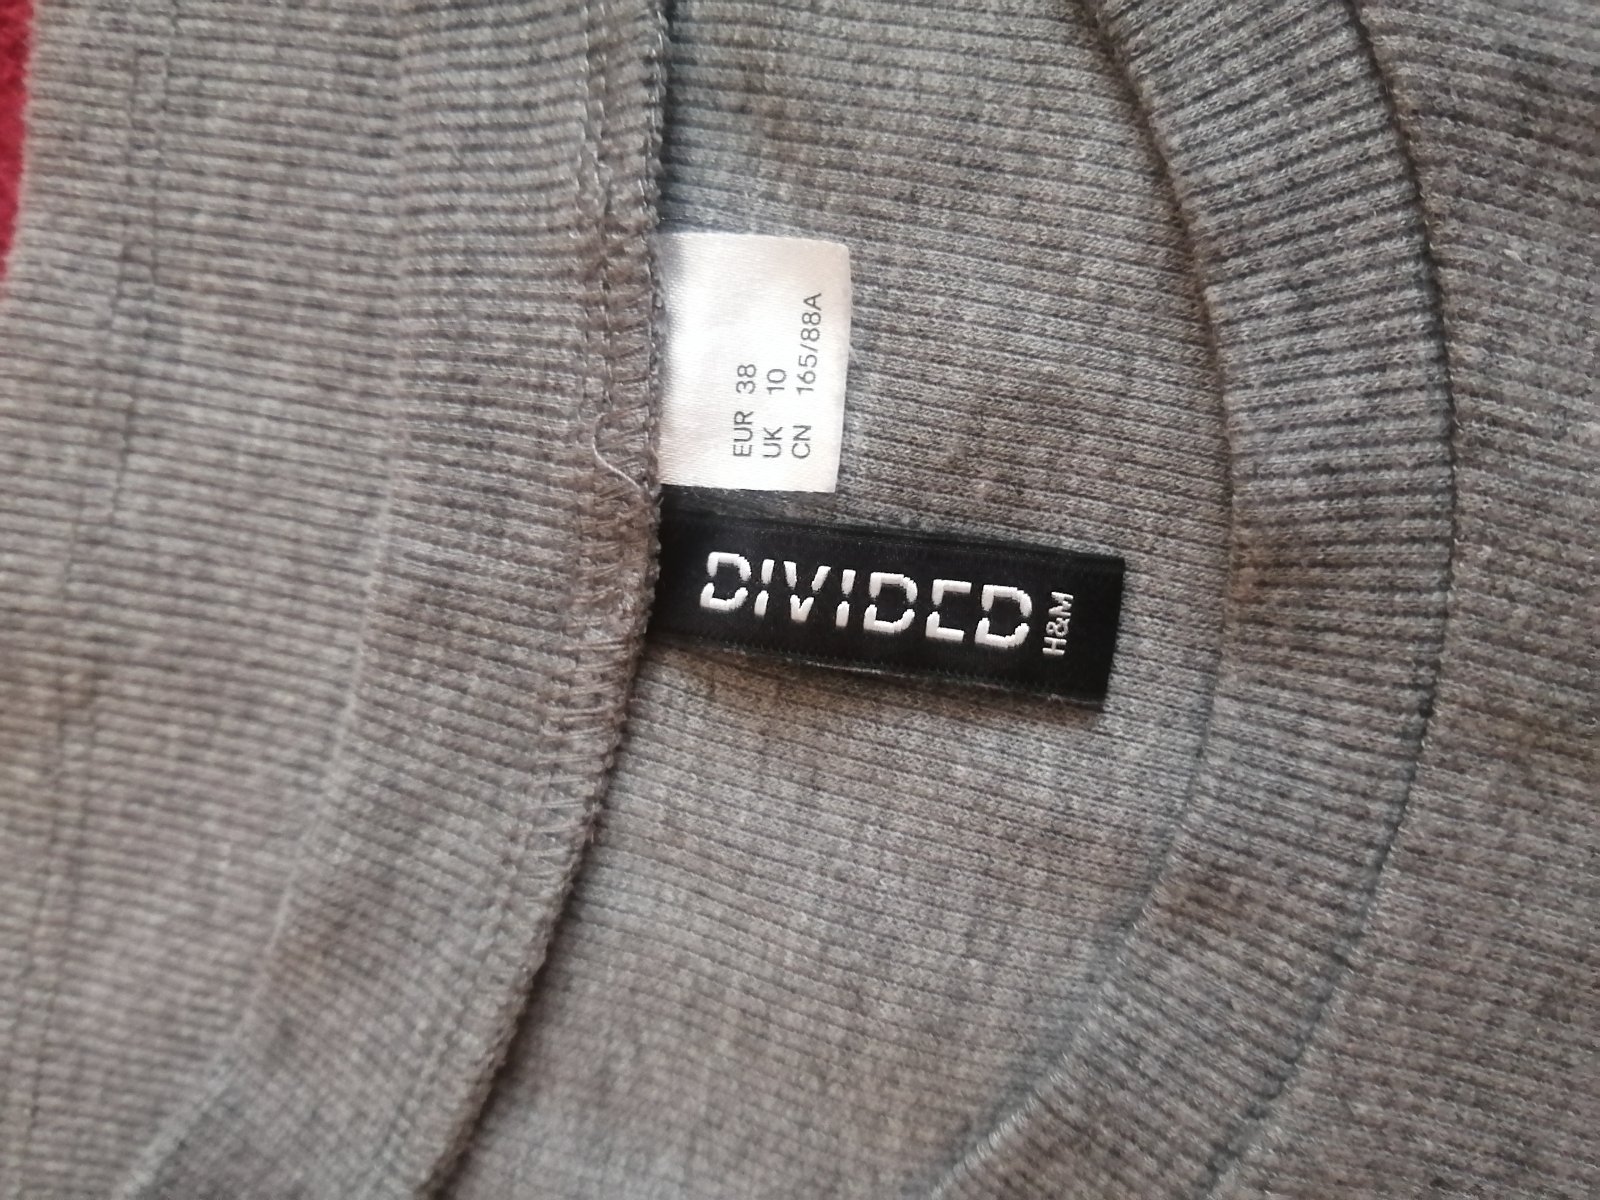 EUR 38
UK 10
CN 165/88A
DIVIDED
H&M